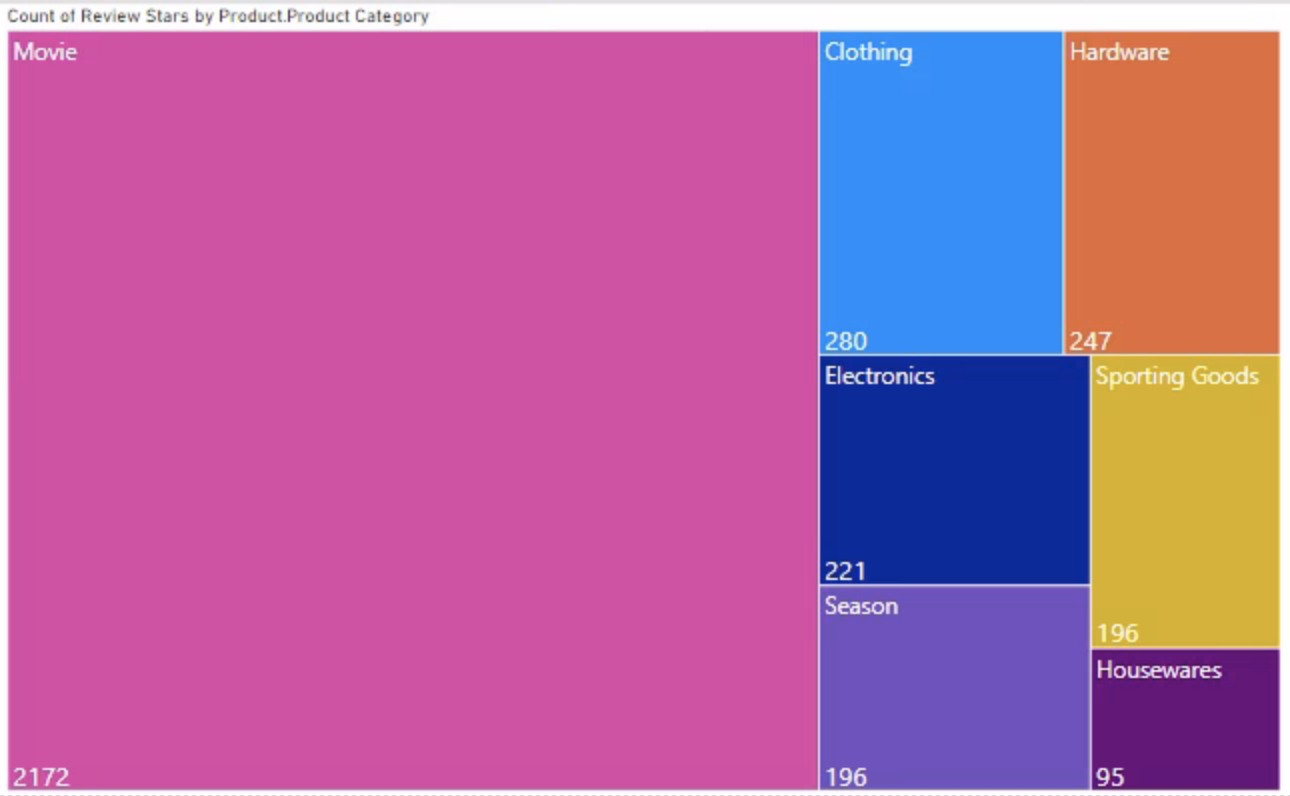 Count of Review Stars by Product.Product Category
Movie
2172
Clothing
280
Hardware
247
Electronics
221
Sporting Goods
196
Season
196
Housewares
95